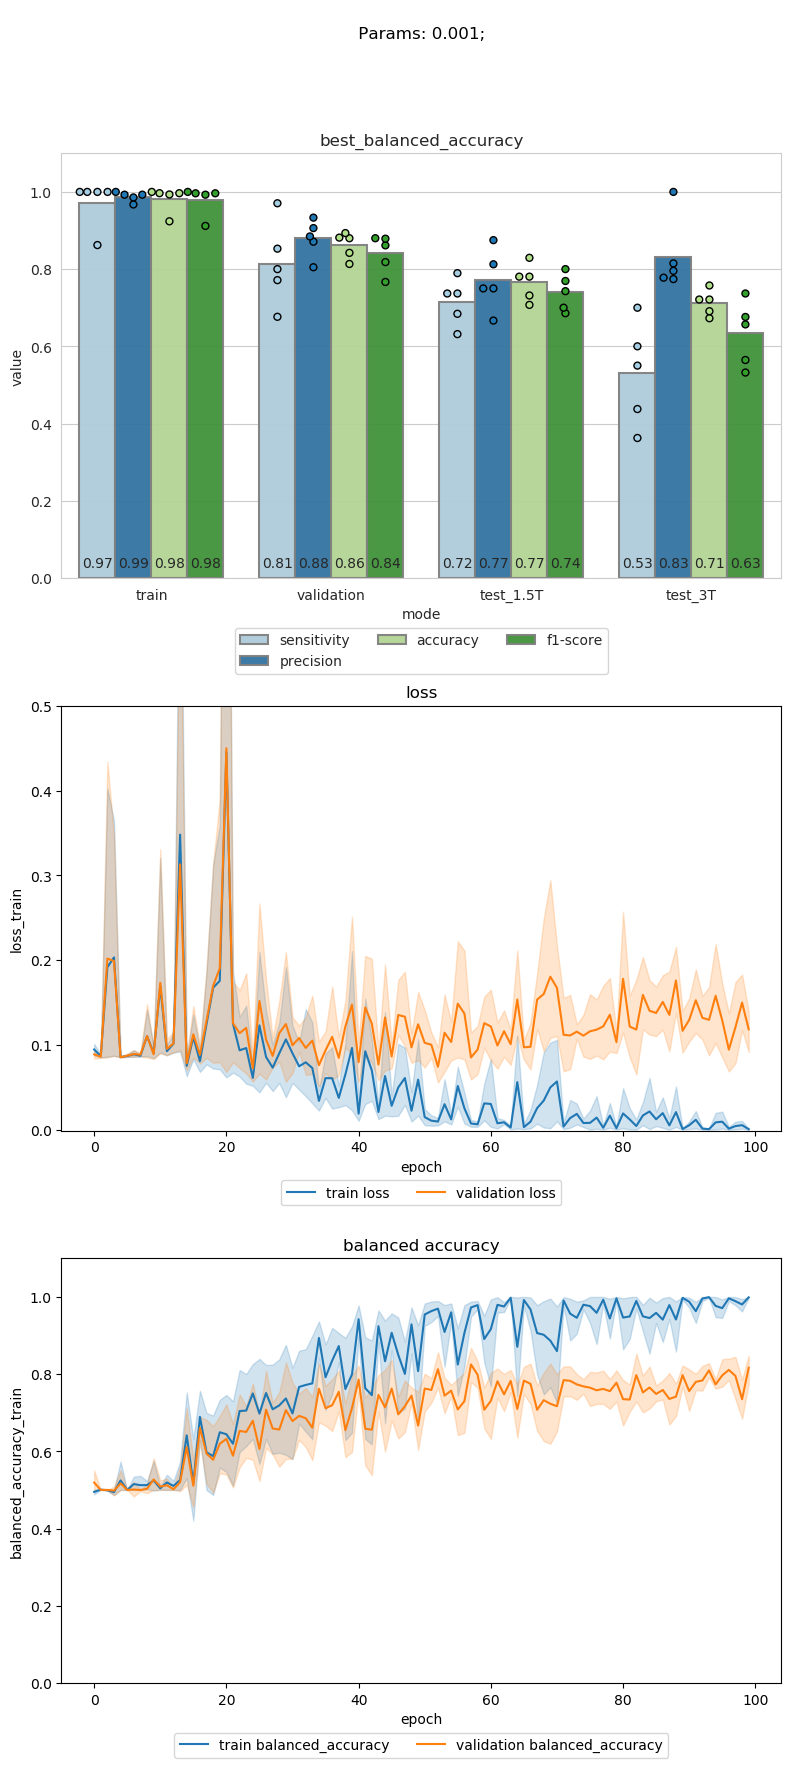 Params: 0.001;
best_balanced_accuracy
1.0
0.8
0.6
0.4
0.2
0.0
value
0.97 0.99 0.98 0.98 0.81 0.88 0.86 0.84 0.72 0.77 0.77 0.74 0.53 0.83 0.71 0.63
train validation test_1.5T test_3T
mode
sensitivity accuracy f1-score
precision
loss
0.5
0.4
0.3
0.2
0.1
0.0
loss_train
0 20 40 60 80 100
epoch
train loss validation loss
balanced accuracy
1.0
0.8
0.6
0.4
0.2
0.0
balanced_accuracy_train
0 20 40 60 80 100
epoch
train balanced_accuracy validation balanced_accuracy